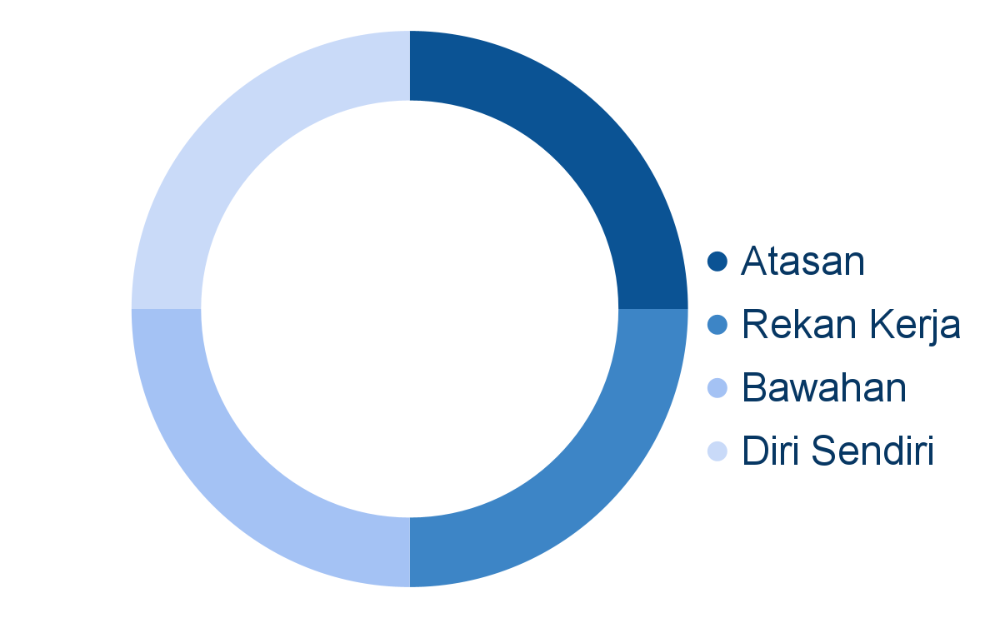 Atasan
Rekan Kerja
Bawahan
Diri Sendiri